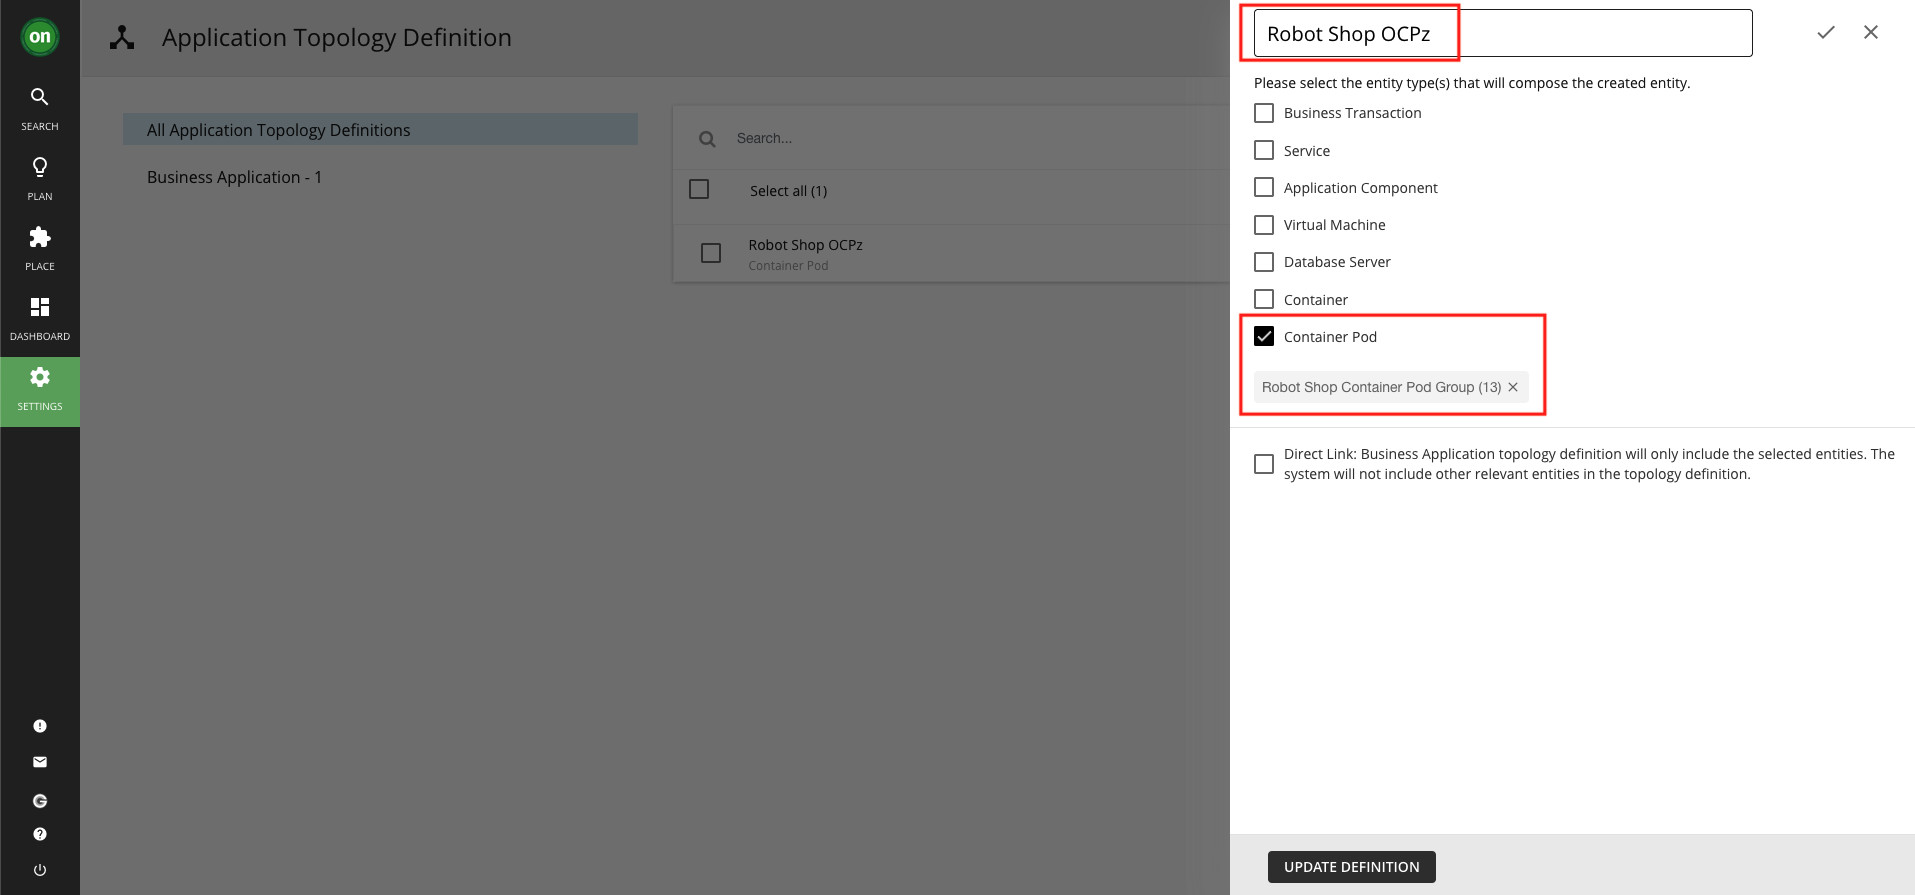 on
SEARCH
PLAN
PLACE
DASHBOARD
SETTINGS
Application Topology Definition
All Application Topology Definitions
Business Application - 1
Search...
Select all (1)
Robot Shop OCPz
Container Pod
Robot Shop OCPz
Please select the entity type(s) that will compose the created entity.
Business Transaction
Service
Application Component
Virtual Machine
Database Server
Container
Container Pod
Robot Shop Container Pod Group (13)
Direct Link: Business Application topology definition will only include the selected entities. The
system will not include other relevant entities in the topology definition.
UPDATE DEFINITION